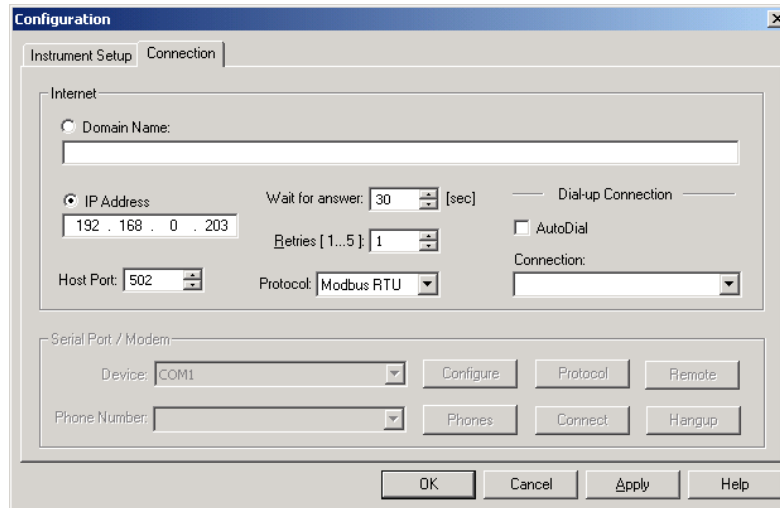 Configuration
Instrument Setup Connection
Internet
Domain Name:
IP Address
192 . 168 . 0 . 203
Wait for answer: 30 [sec]
Retries [ 1...5 ]: 1
Host Port: 502
Protocol: Modbus RTU
Dial-up Connection
AutoDial
Connection:
Serial Port / Modem
Device: COM1 Configure Protocol Remote
Phone Number: Phones Connect Hangup
OK Cancel Apply Help